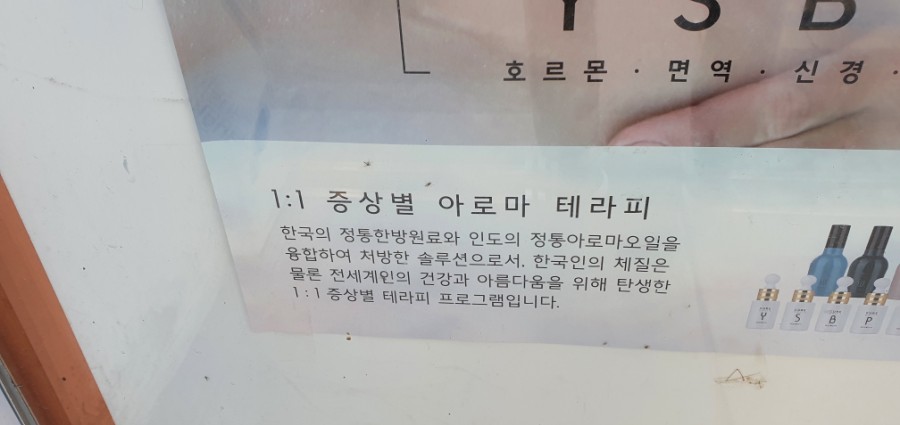 Y S B
호르몬 · 면역 · 신경 ·
1:1 증상별 아로마 테라피
한국의 정통한방원료와 인도의 정통아로마오일을
융합하여 처방한 솔루션으로서, 한국인의 체질은
물론 전세계인의 건강과 아름다움을 위해 탄생한
1:1 증상별 테라피 프로그램입니다.
Y S B P